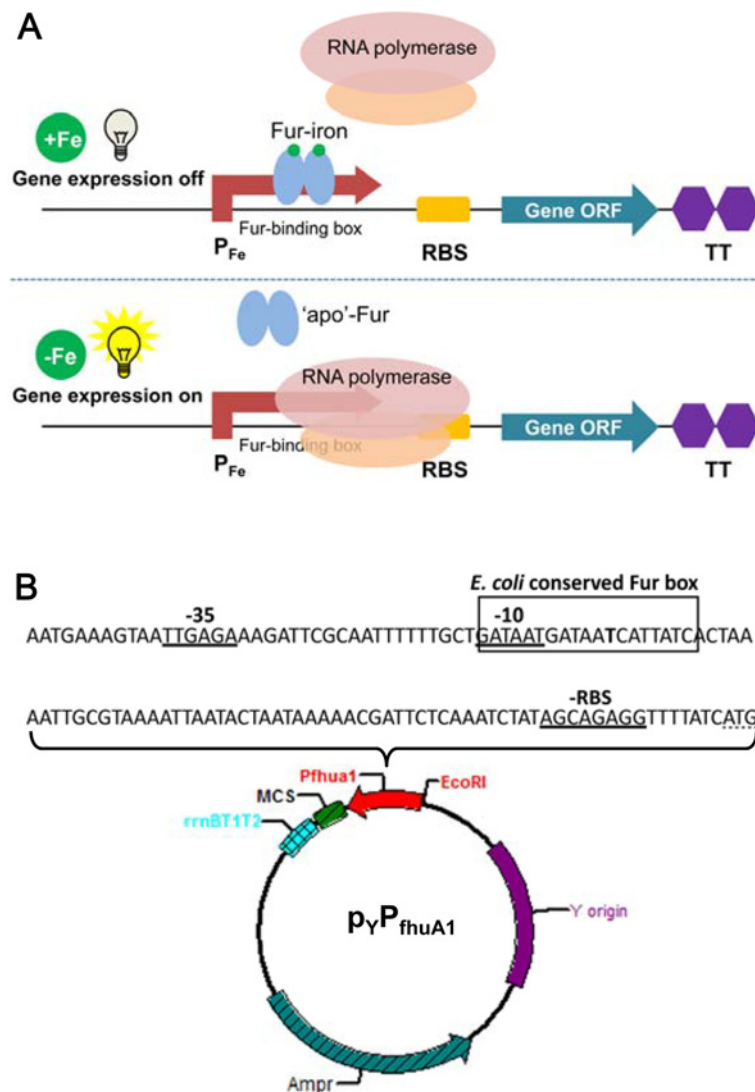 A
RNA polymerase
+Fe
Fur-iron
Gene expression off
Fur-binding box
Gene ORF
PFe
RBS
TT
'apo'-Fur
-Fe
RNA polymerase
Gene expression on
Gene ORF
Fur-binding box
PFe
RBS
TT
B
E. coli conserved Fur box
-35
-10
AATGAAAGTAATTGAGAAAGATTCGCAATTTTTTGCTGATAATGATAATCATTATCACTAA
-RBS
AATTGCGTAAAATTAATACTAATAAAAACGATTCTCAAATCTATAGCAGAGGTTTTATCATG
Pfhua1
EcoRI
MCS
rrnBT1T2
pYPfhuA1
Y origin
Ampr